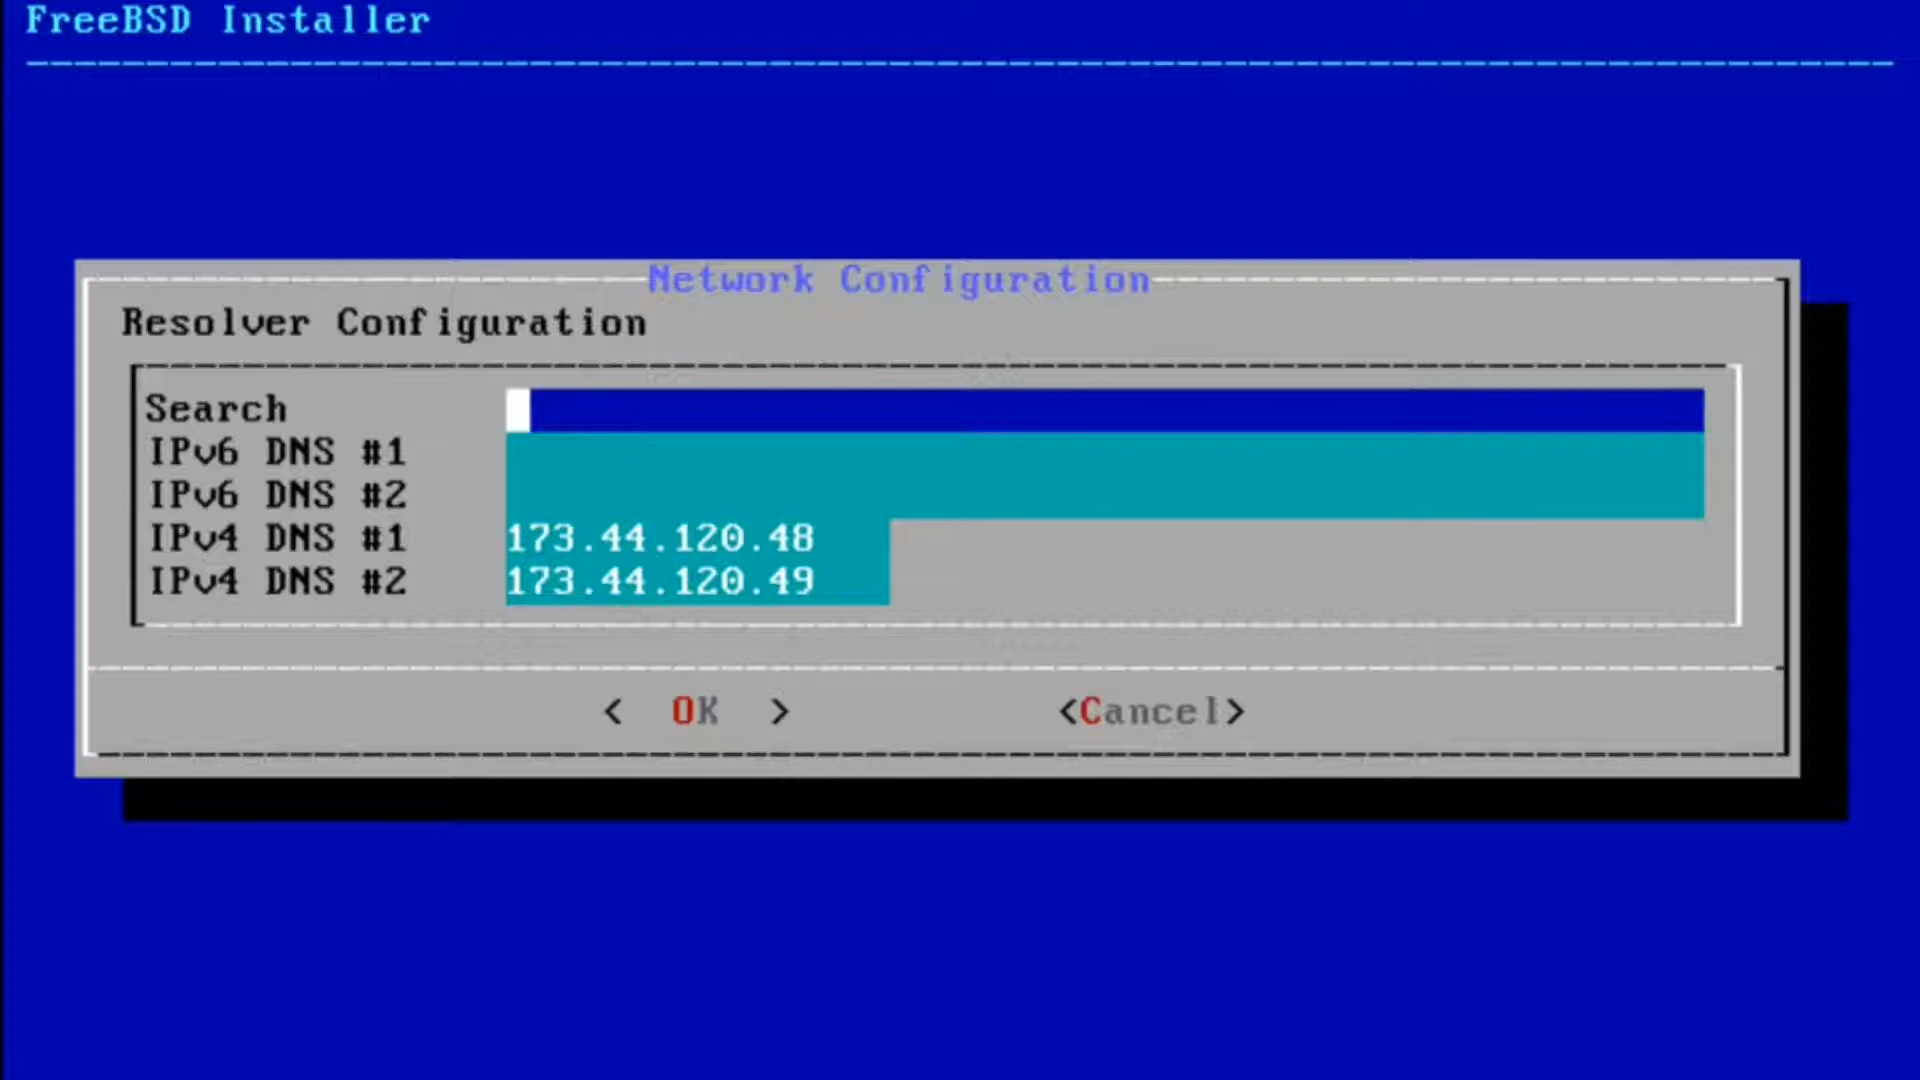 FreeBSD Installer
Network Configuration
Resolver Configuration
Search
IPv6 DNS #1
IPv6 DNS #2
IPv4 DNS #1 173.44.120.48
IPv4 DNS #2 173.44.120.49
< OK > <Cancel>